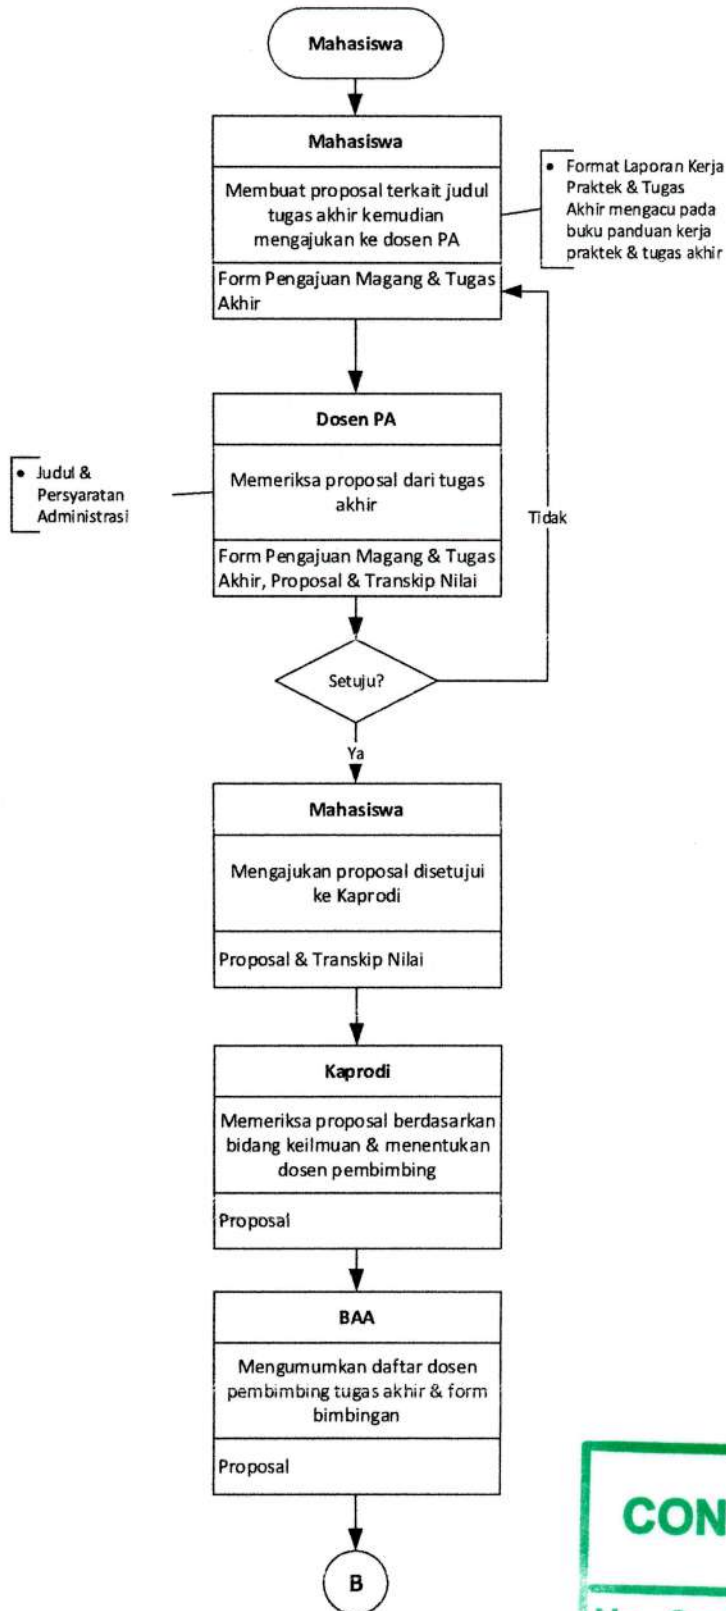 Mahasiswa
Mahasiswa
Membuat proposal terkait judul
tugas akhir kemudian
mengajukan ke dosen PA
Form Pengajuan Magang & Tugas
Akhir
• Format Laporan Kerja
Praktek & Tugas
Akhir mengacu pada
buku panduan kerja
praktek & tugas akhir
Dosen PA
Memeriksa proposal dari tugas
akhir
Form Pengajuan Magang & Tugas
Akhir, Proposal & Transkip Nilai
• Judul &
Persyaratan
Administrasi
Tidak
Setuju?
Ya
Mahasiswa
Mengajukan proposal disetujui
ke Kaprodi
Proposal & Transkip Nilai
Kaprodi
Memeriksa proposal berdasarkan
bidang keilmuan & menentukan
dosen pembimbing
Proposal
BAA
Mengumumkan daftar dosen
pembimbing tugas akhir & form
bimbingan
Proposal
B
CON